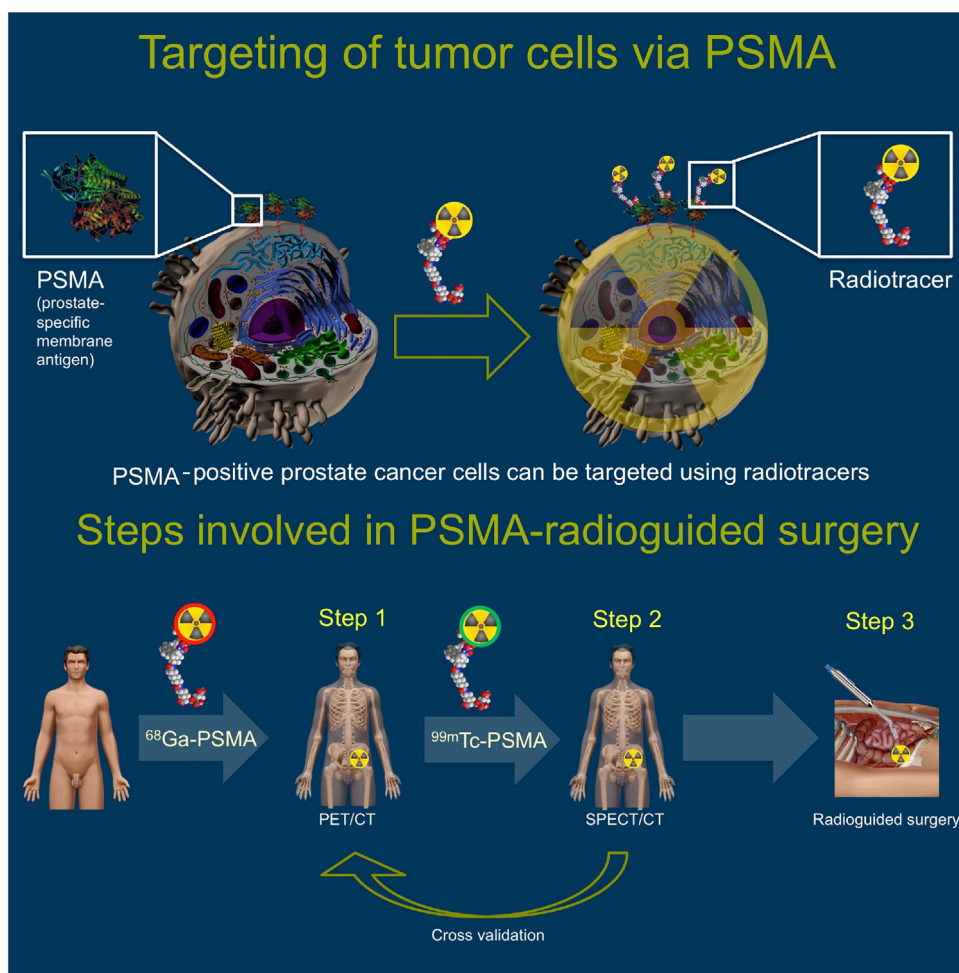 Targeting of tumor cells via PSMA
PSMA
(prostate-
specific
membrane
antigen)
Radiotracer
PSMA-positive prostate cancer cells can be targeted using radiotracers
Steps involved in PSMA-radioguided surgery
Step 1
Step 2
Step 3
⁶⁸Ga-PSMA
⁹⁹ᵐTc-PSMA
PET/CT
SPECT/CT
Radioguided surgery
Cross validation